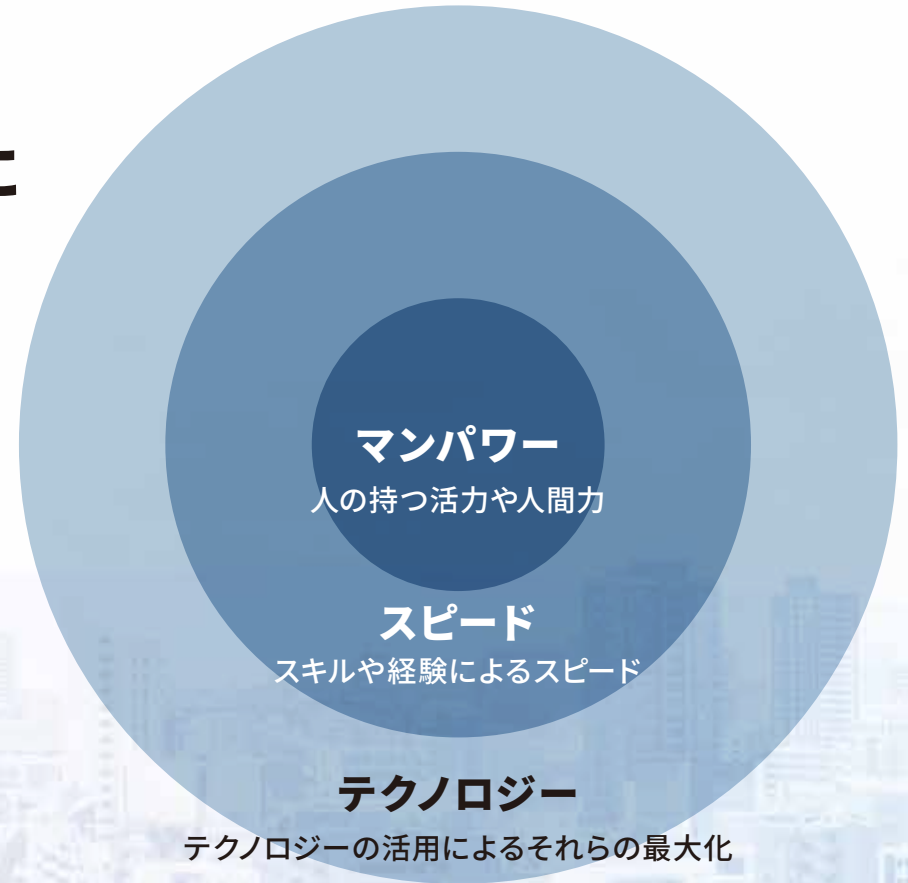 マンパワー
人の持つ活力や人間力
スピード
スキルや経験によるスピード
テクノロジー
テクノロジーの活用によるそれらの最大化